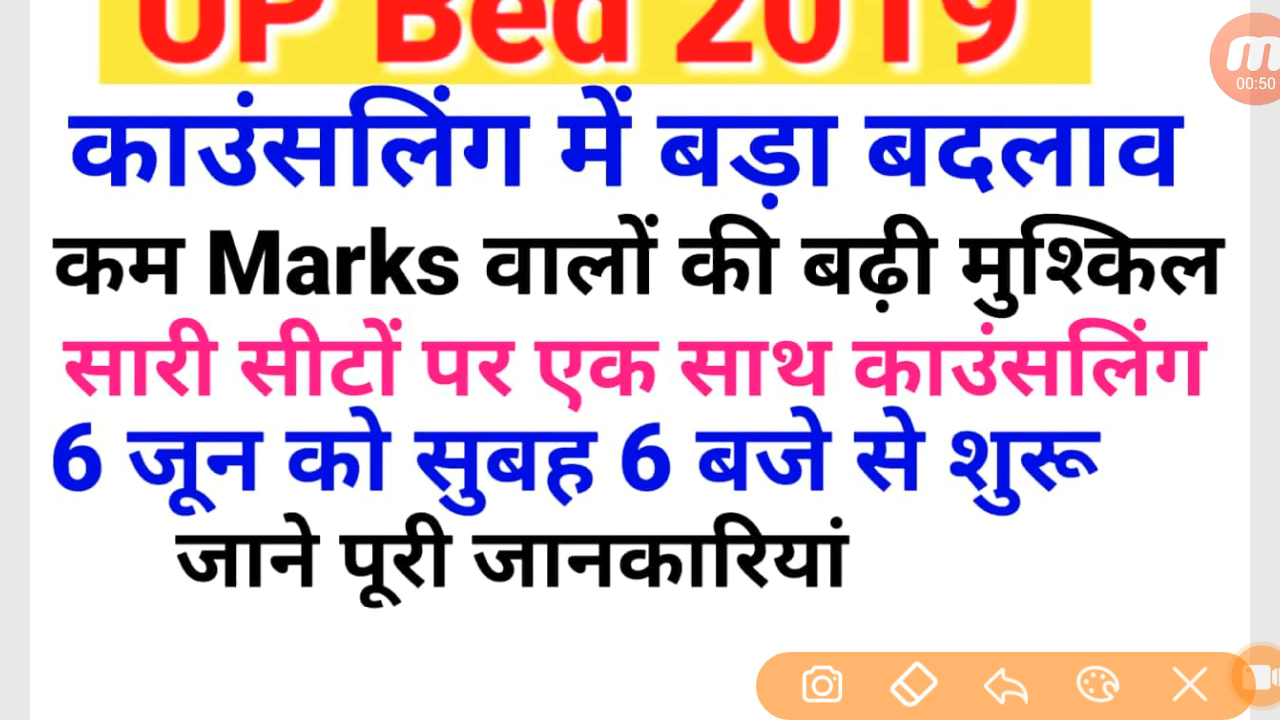 UP Bed 2019
00:50
काउंसलिंग में बड़ा बदलाव
कम Marks वालों की बढ़ी मुश्किल
सारी सीटों पर एक साथ काउंसलिंग
6 जून को सुबह 6 बजे से शुरू
जाने पूरी जानकारियां